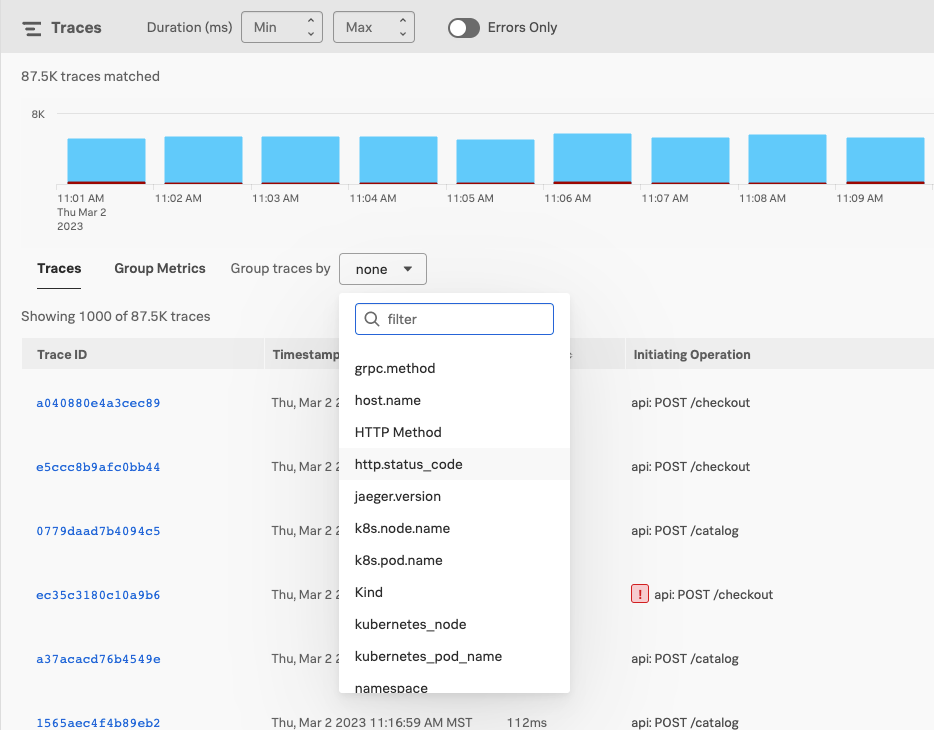 Traces Duration (ms) Min Max Errors Only
87.5K traces matched
8K
11:01 AM 11:02 AM 11:03 AM 11:04 AM 11:05 AM 11:06 AM 11:07 AM 11:08 AM 11:09 AM
Thu Mar 2
2023
Traces Group Metrics Group traces by none
Showing 1000 of 87.5K traces
filter
Trace ID Timestamp Initiating Operation
grpc.method
host.name
a040880e4a3cec89 Thu, Mar 2 2 api: POST /checkout
HTTP Method
http.status_code
e5ccc8b9afc0bb44 Thu, Mar 2 2 api: POST /checkout
jaeger.version
k8s.node.name
0779daad7b4094c5 Thu, Mar 2 2 api: POST /catalog
k8s.pod.name
Kind
ec35c3180c10a9b6 Thu, Mar 2 2 ! api: POST /checkout
kubernetes_node
kubernetes_pod_name
a37acacd76b4549e Thu, Mar 2 2 api: POST /catalog
namespace
1565aec4f4b89eb2 Thu, Mar 2 2023 11:16:59 AM MST 112ms api: POST /catalog